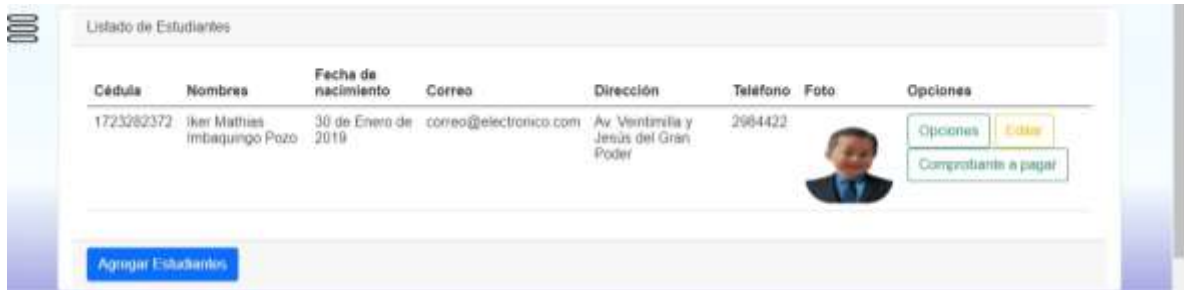 Listado de Estudiantes
Cédula Nombres Fecha de nacimiento Correo Dirección Teléfono Foto Opciones
1723282372 Iker Mathias 30 de Enero de correo@electronico.com Av. Veintimilla y 2984422 Opciones Editar
Imbaquingo Pozo 2019 Jesús del Gran
Poder Comprobante a pagar
Agregar Estudiantes